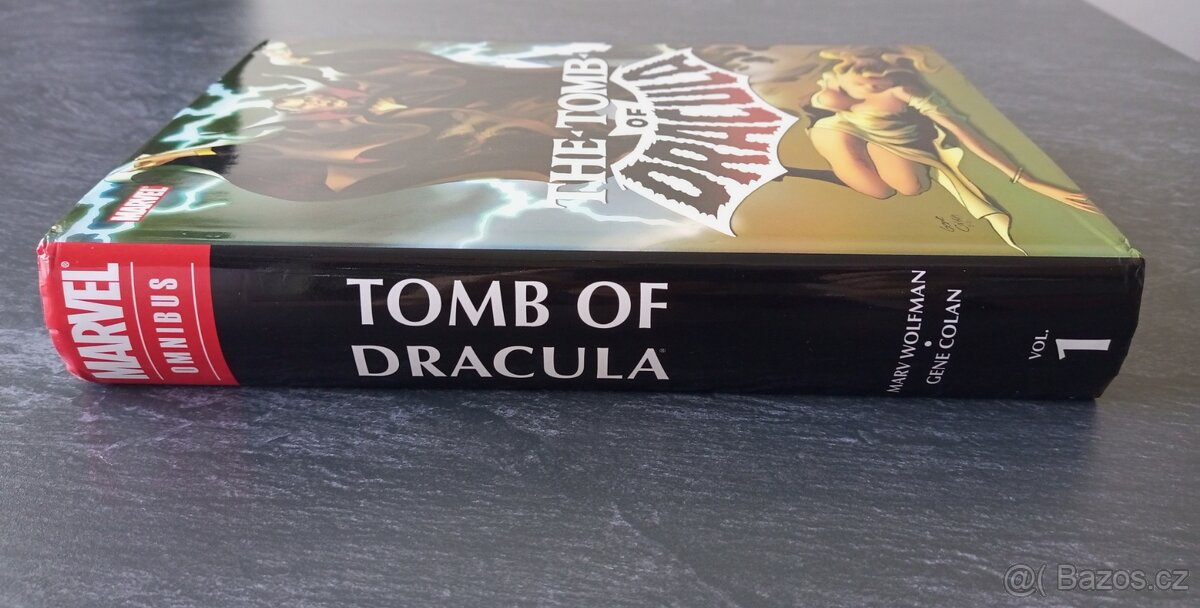 THE·TOMB·
OF
DRACULA
MARVEL
MARVEL®
OMNIBUS
TOMB OF
DRACULA®
MARV WOLFMAN
•
GENE COLAN
VOL.
1
@( Bazos.cz